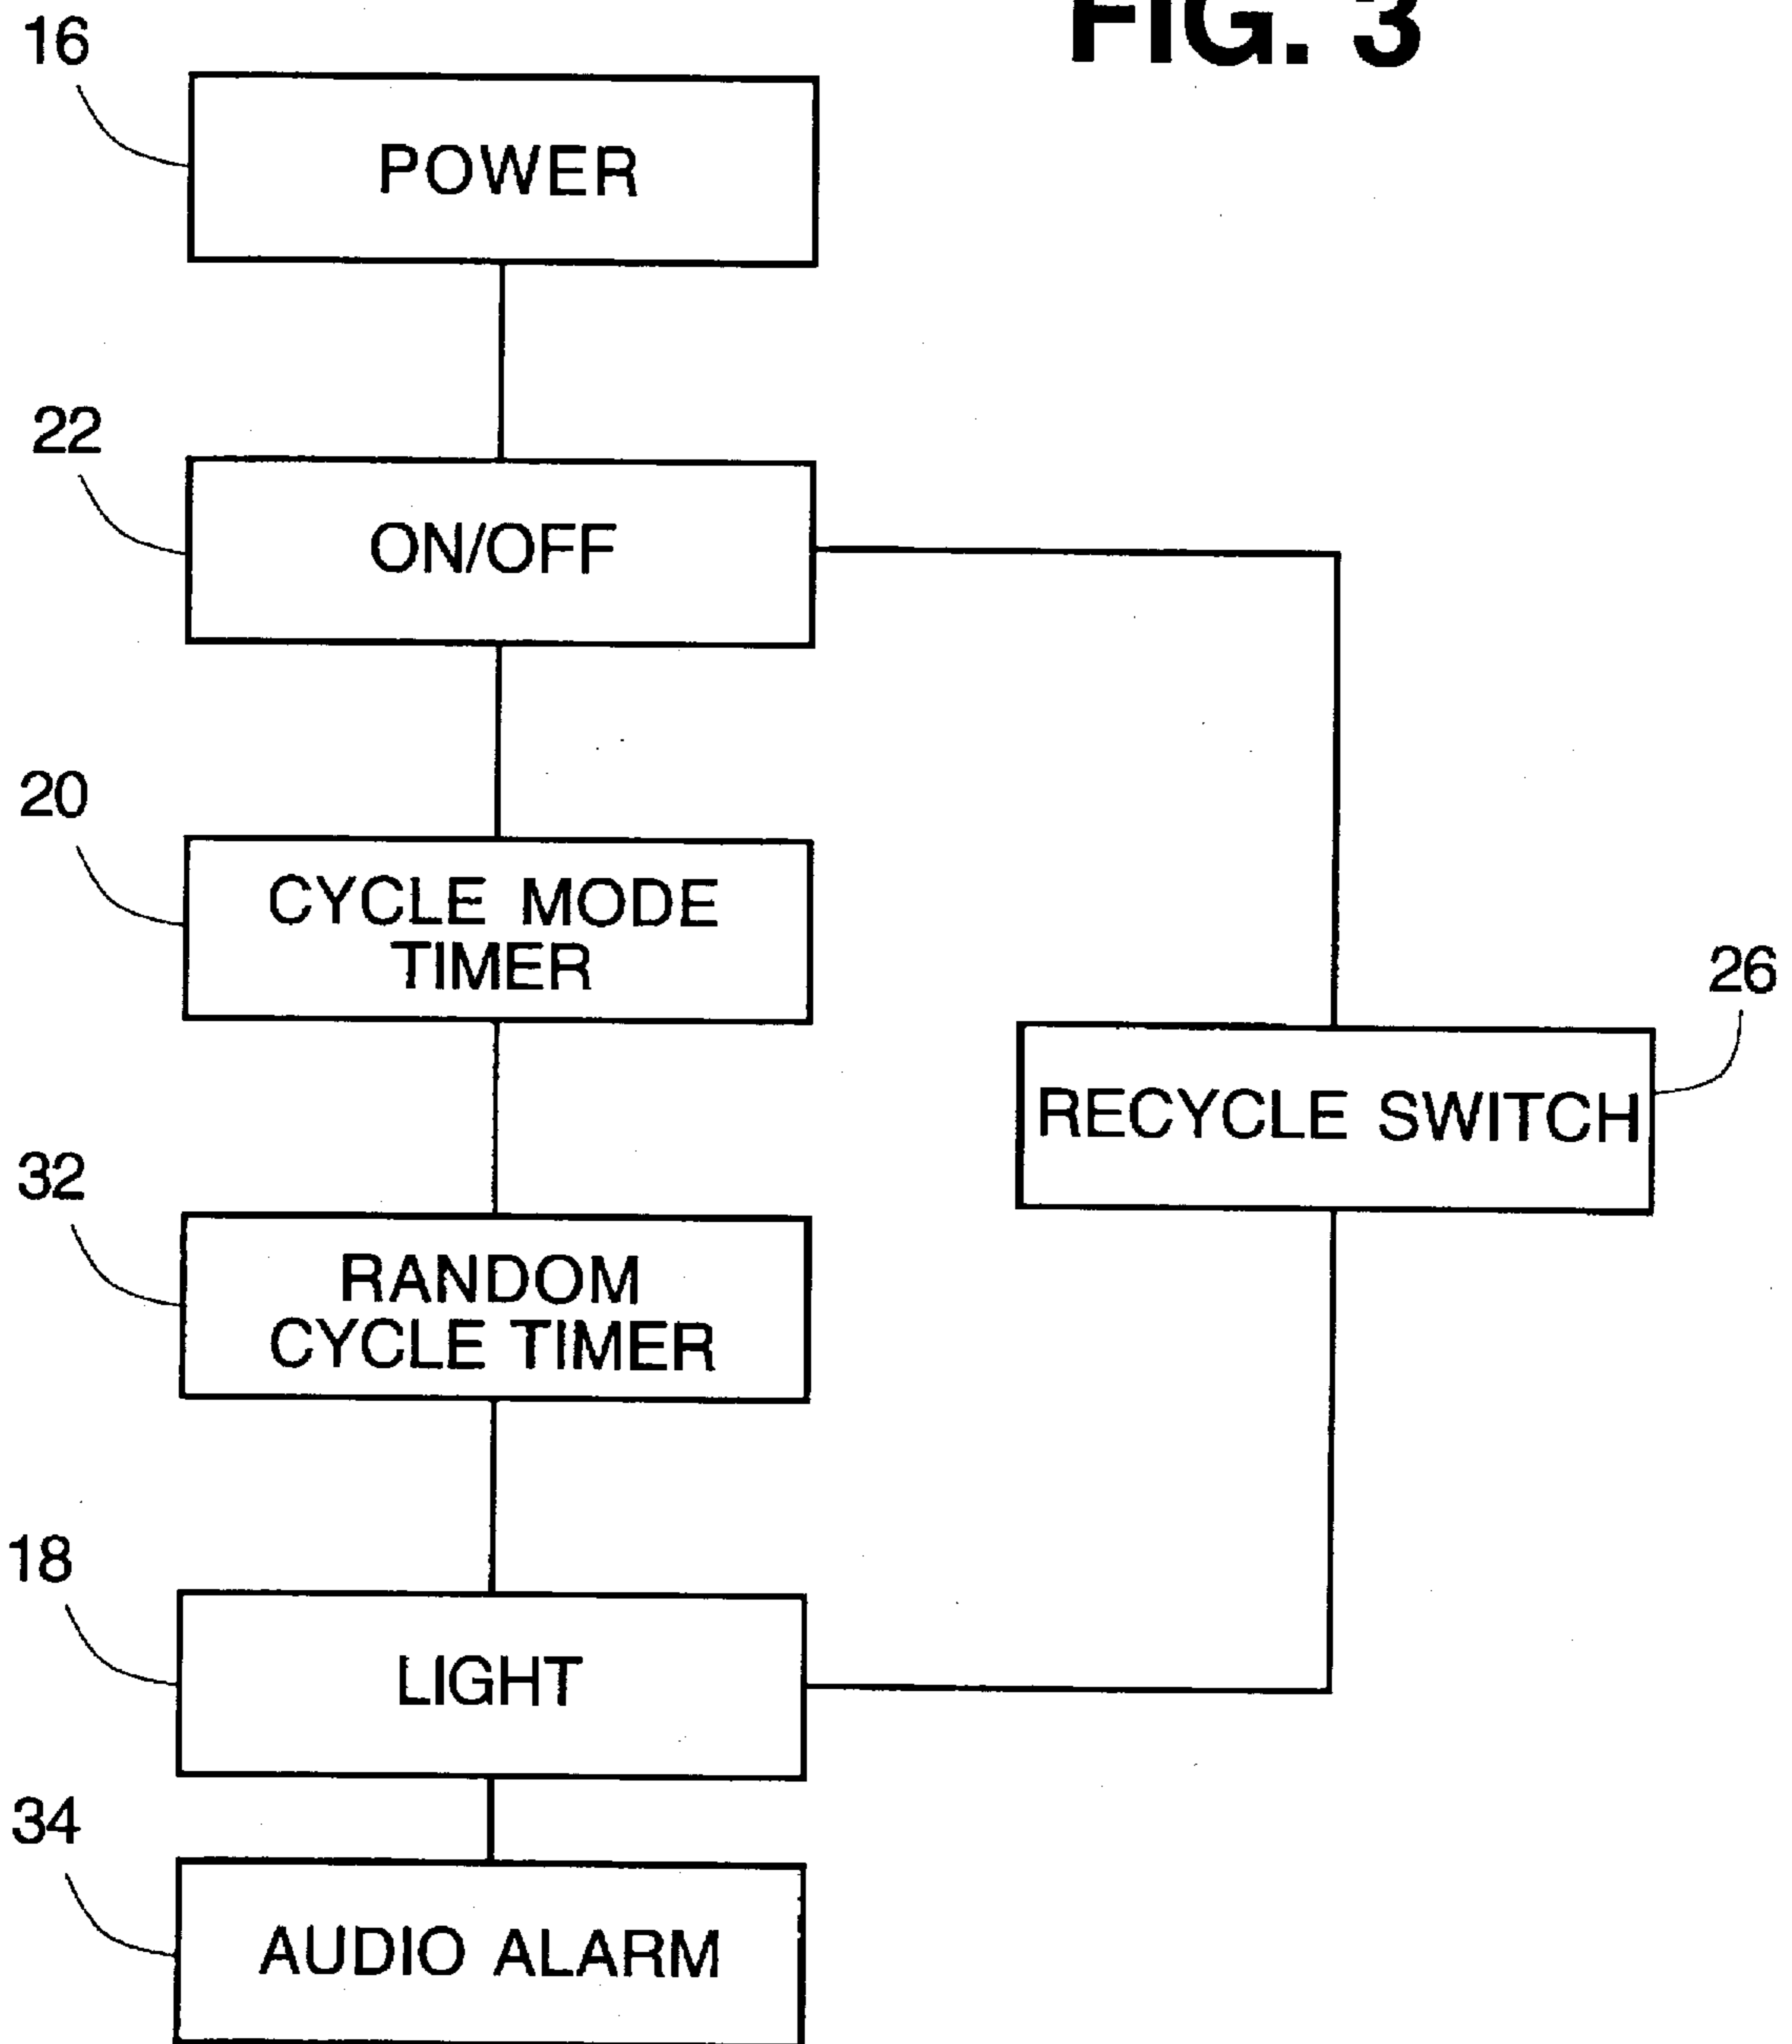 FIG. 3
16
POWER
22
ON/OFF
20
CYCLE MODE
TIMER
26
RECYCLE SWITCH
32
RANDOM
CYCLE TIMER
18
LIGHT
34
AUDIO ALARM